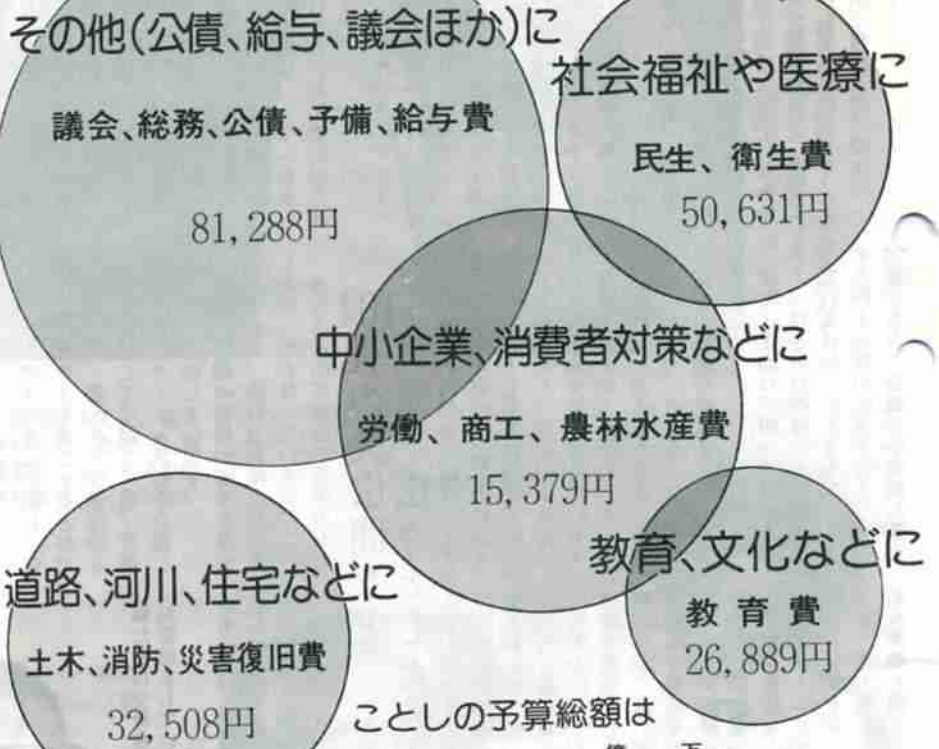 その他(公債、給与、議会ほか)に
議会、総務、公債、予備、給与費
81,288円
社会福祉や医療に
民生、衛生費
50,631円
中小企業、消費者対策などに
労働、商工、農林水産費
15,379円
教育、文化などに
教育費
26,889円
道路、河川、住宅などに
土木、消防、災害復旧費
32,508円
ことしの予算総額は